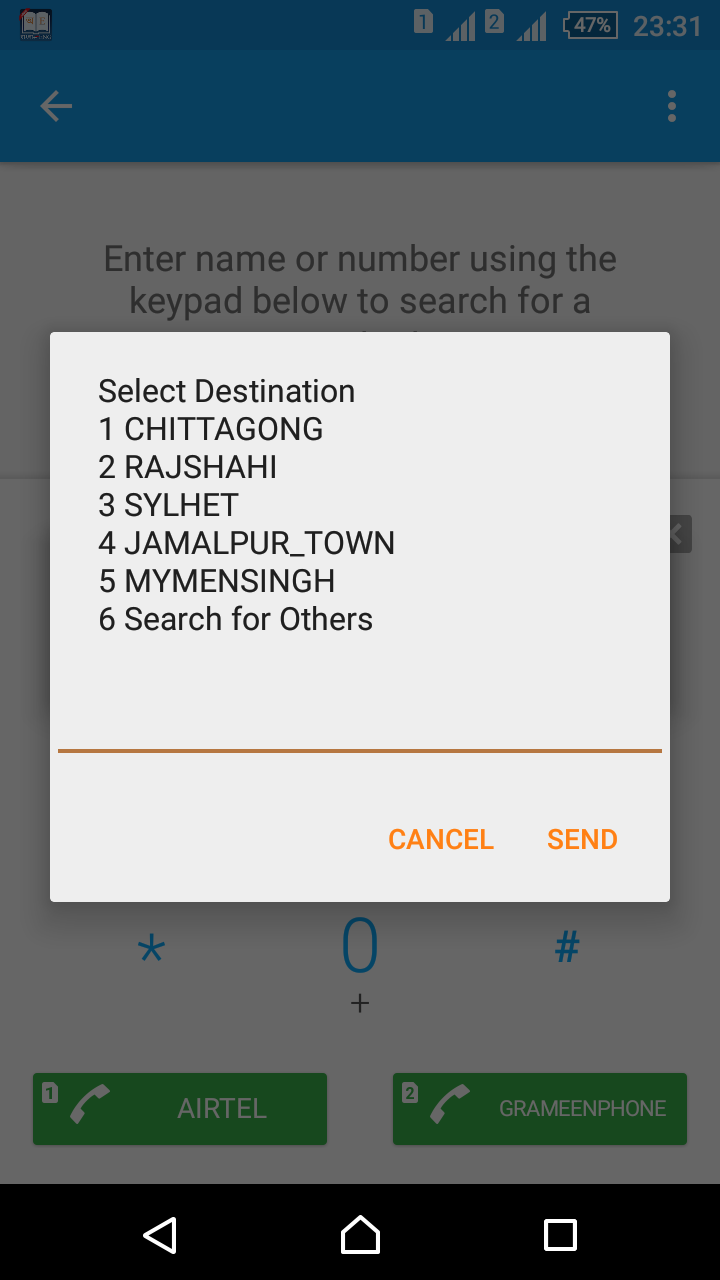 1
2
47%
23:31
Enter name or number using the
keypad below to search for a
Select Destination
1 CHITTAGONG
2 RAJSHAHI
3 SYLHET
4 JAMALPUR_TOWN
5 MYMENSINGH
6 Search for Others
CANCEL
SEND
* 0 #
+
1 AIRTEL
2 GRAMEENPHONE